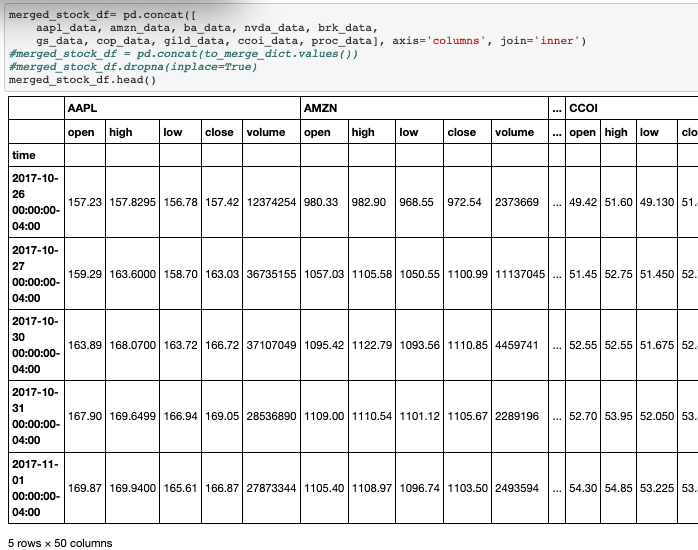 merged_stock_df= pd.concat([
aapl_data, amzn_data, ba_data, nvda_data, brk_data,
gs_data, cop_data, gild_data, ccoi_data, proc_data], axis='columns', join='inner')
#merged_stock_df = pd.concat(to_merge_dict.values())
#merged_stock_df.dropna(inplace=True)
merged_stock_df.head()
AAPL AMZN ... CCOI
open high low close volume open high low close volume ... open high low clo
time
2017-10-
26
00:00:00-
04:00
157.23 157.8295 156.78 157.42 12374254 980.33 982.90 968.55 972.54 2373669 ... 49.42 51.60 49.130 51.
2017-10-
27
00:00:00-
04:00
159.29 163.6000 158.70 163.03 36735155 1057.03 1105.58 1050.55 1100.99 11137045 ... 51.45 52.75 51.450 52.
2017-10-
30
00:00:00-
04:00
163.89 168.0700 163.72 166.72 37107049 1095.42 1122.79 1093.56 1110.85 4459741 ... 52.55 52.55 51.675 52.
2017-10-
31
00:00:00-
04:00
167.90 169.6499 166.94 169.05 28536890 1109.00 1110.54 1101.12 1105.67 2289196 ... 52.70 53.95 52.050 53.
2017-11-
01
00:00:00-
04:00
169.87 169.9400 165.61 166.87 27873344 1105.40 1108.97 1096.74 1103.50 2493594 ... 54.30 54.85 53.225 53.
5 rows × 50 columns